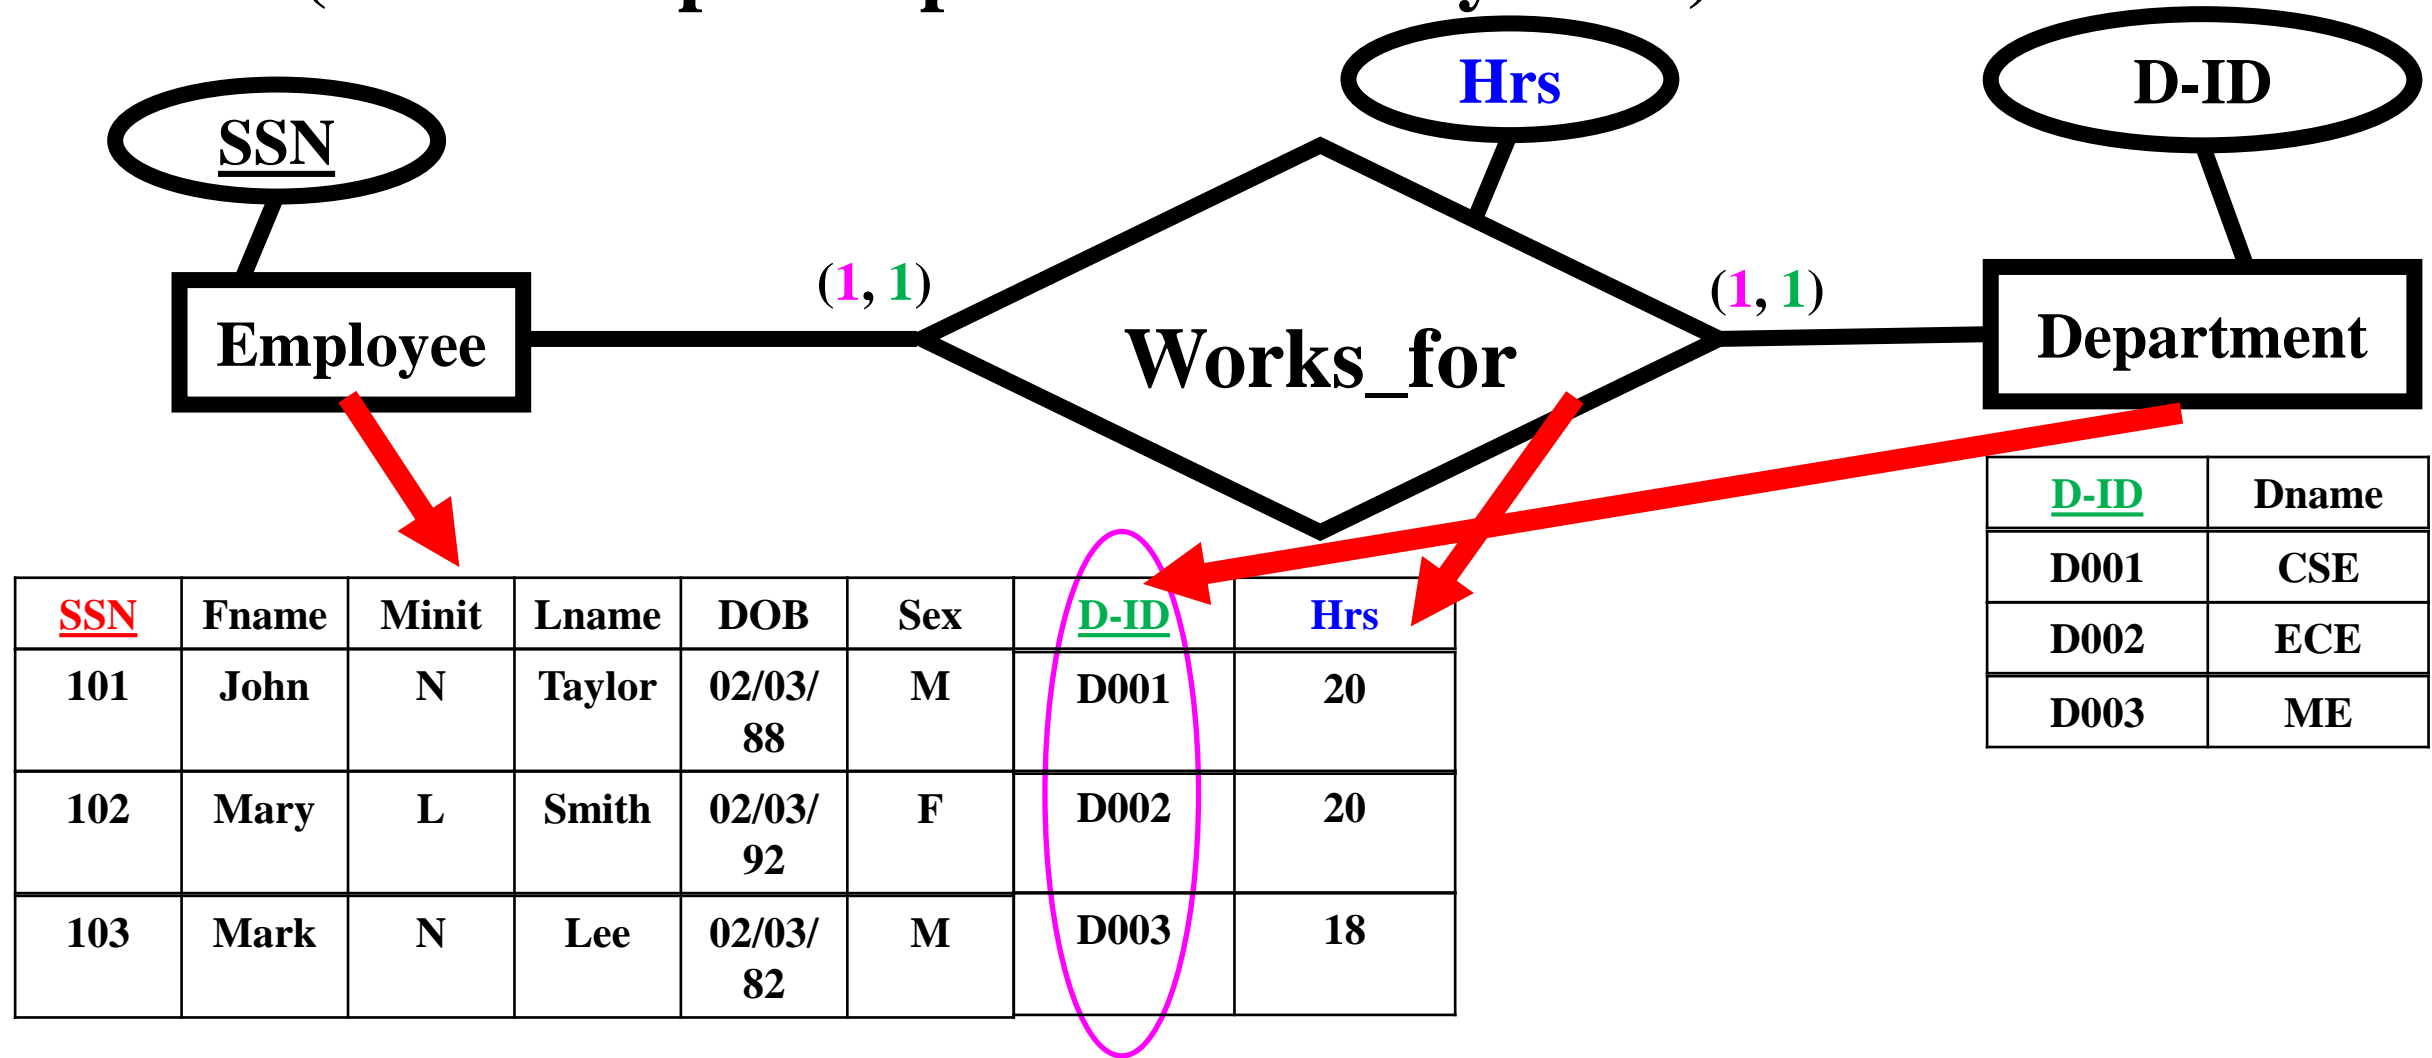 Hrs
D-ID
SSN
(1, 1)
(1, 1)
Employee
Works_for
Department
D-ID Dname
D001 CSE
D002 ECE
D003 ME
SSN Fname Minit Lname DOB Sex D-ID Hrs
101 John N Taylor 02/03/ M D001 20
88
102 Mary L Smith 02/03/ F D002 20
92
103 Mark N Lee 02/03/ M D003 18
82